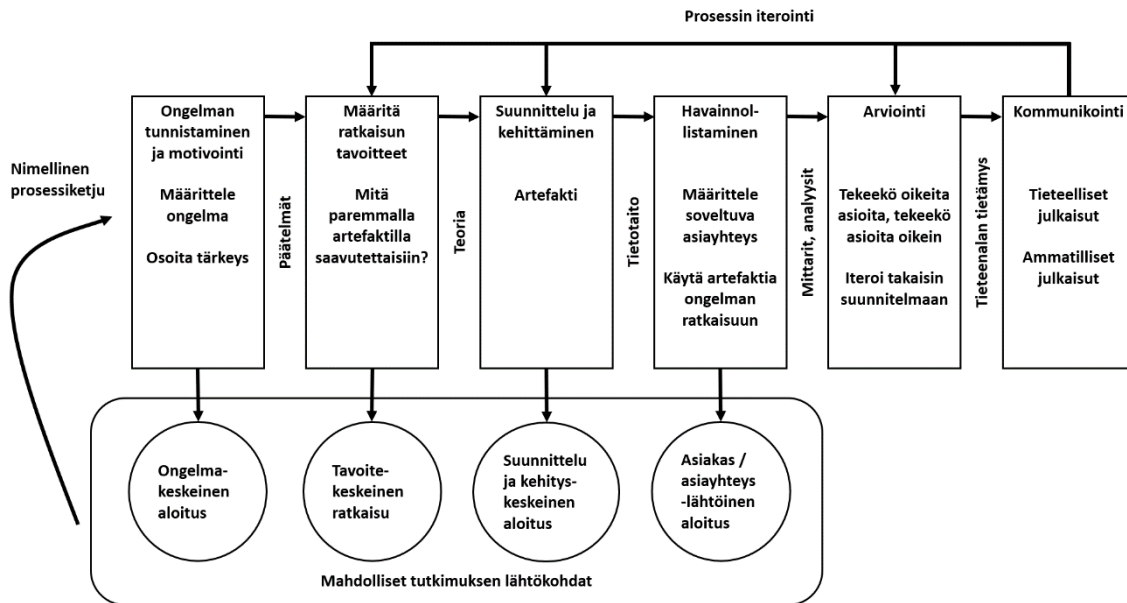 Prosessin iterointi
Nimellinen
prosessiketju
Ongelman
tunnistaminen
ja motivointi
Määrittele
ongelma
Osoita tärkeys
Päätelmät
Määritä
ratkaisun
tavoitteet
Mitä
paremmalla
artefaktilla
saavutettaisiin?
Teoria
Suunnittelu ja
kehittäminen
Artefakti
Tietotaito
Havainnol-
listaminen
Määrittele
soveltuva
asiayhteys
Käytä artefaktia
ongelman
ratkaisuun
Mittarit, analyysit
Arviointi
Tekeekö oikeita
asioita, tekeekö
asioita oikein
Iteroi takaisin
suunnitelmaan
Tieteenalan tietämys
Kommunikointi
Tieteelliset
julkaisut
Ammatilliset
julkaisut
Ongelma-
keskeinen
aloitus
Tavoite-
keskeinen
ratkaisu
Suunnittelu
ja kehitys-
keskeinen
aloitus
Asiakas /
asiayhteys
-lähtöinen
aloitus
Mahdolliset tutkimuksen lähtökohdat